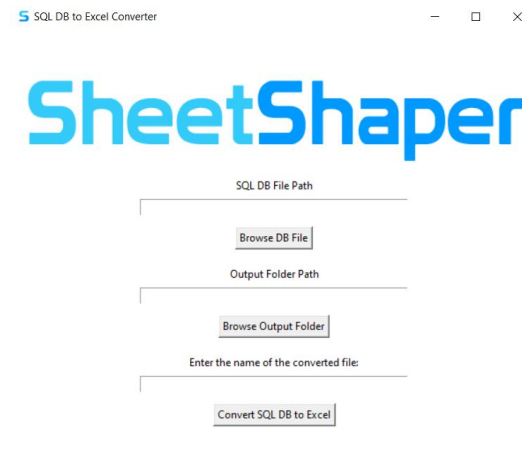 SQL DB to Excel Converter
SheetShaper
SQL DB File Path
Browse DB File
Output Folder Path
Browse Output Folder
Enter the name of the converted file:
Convert SQL DB to Excel